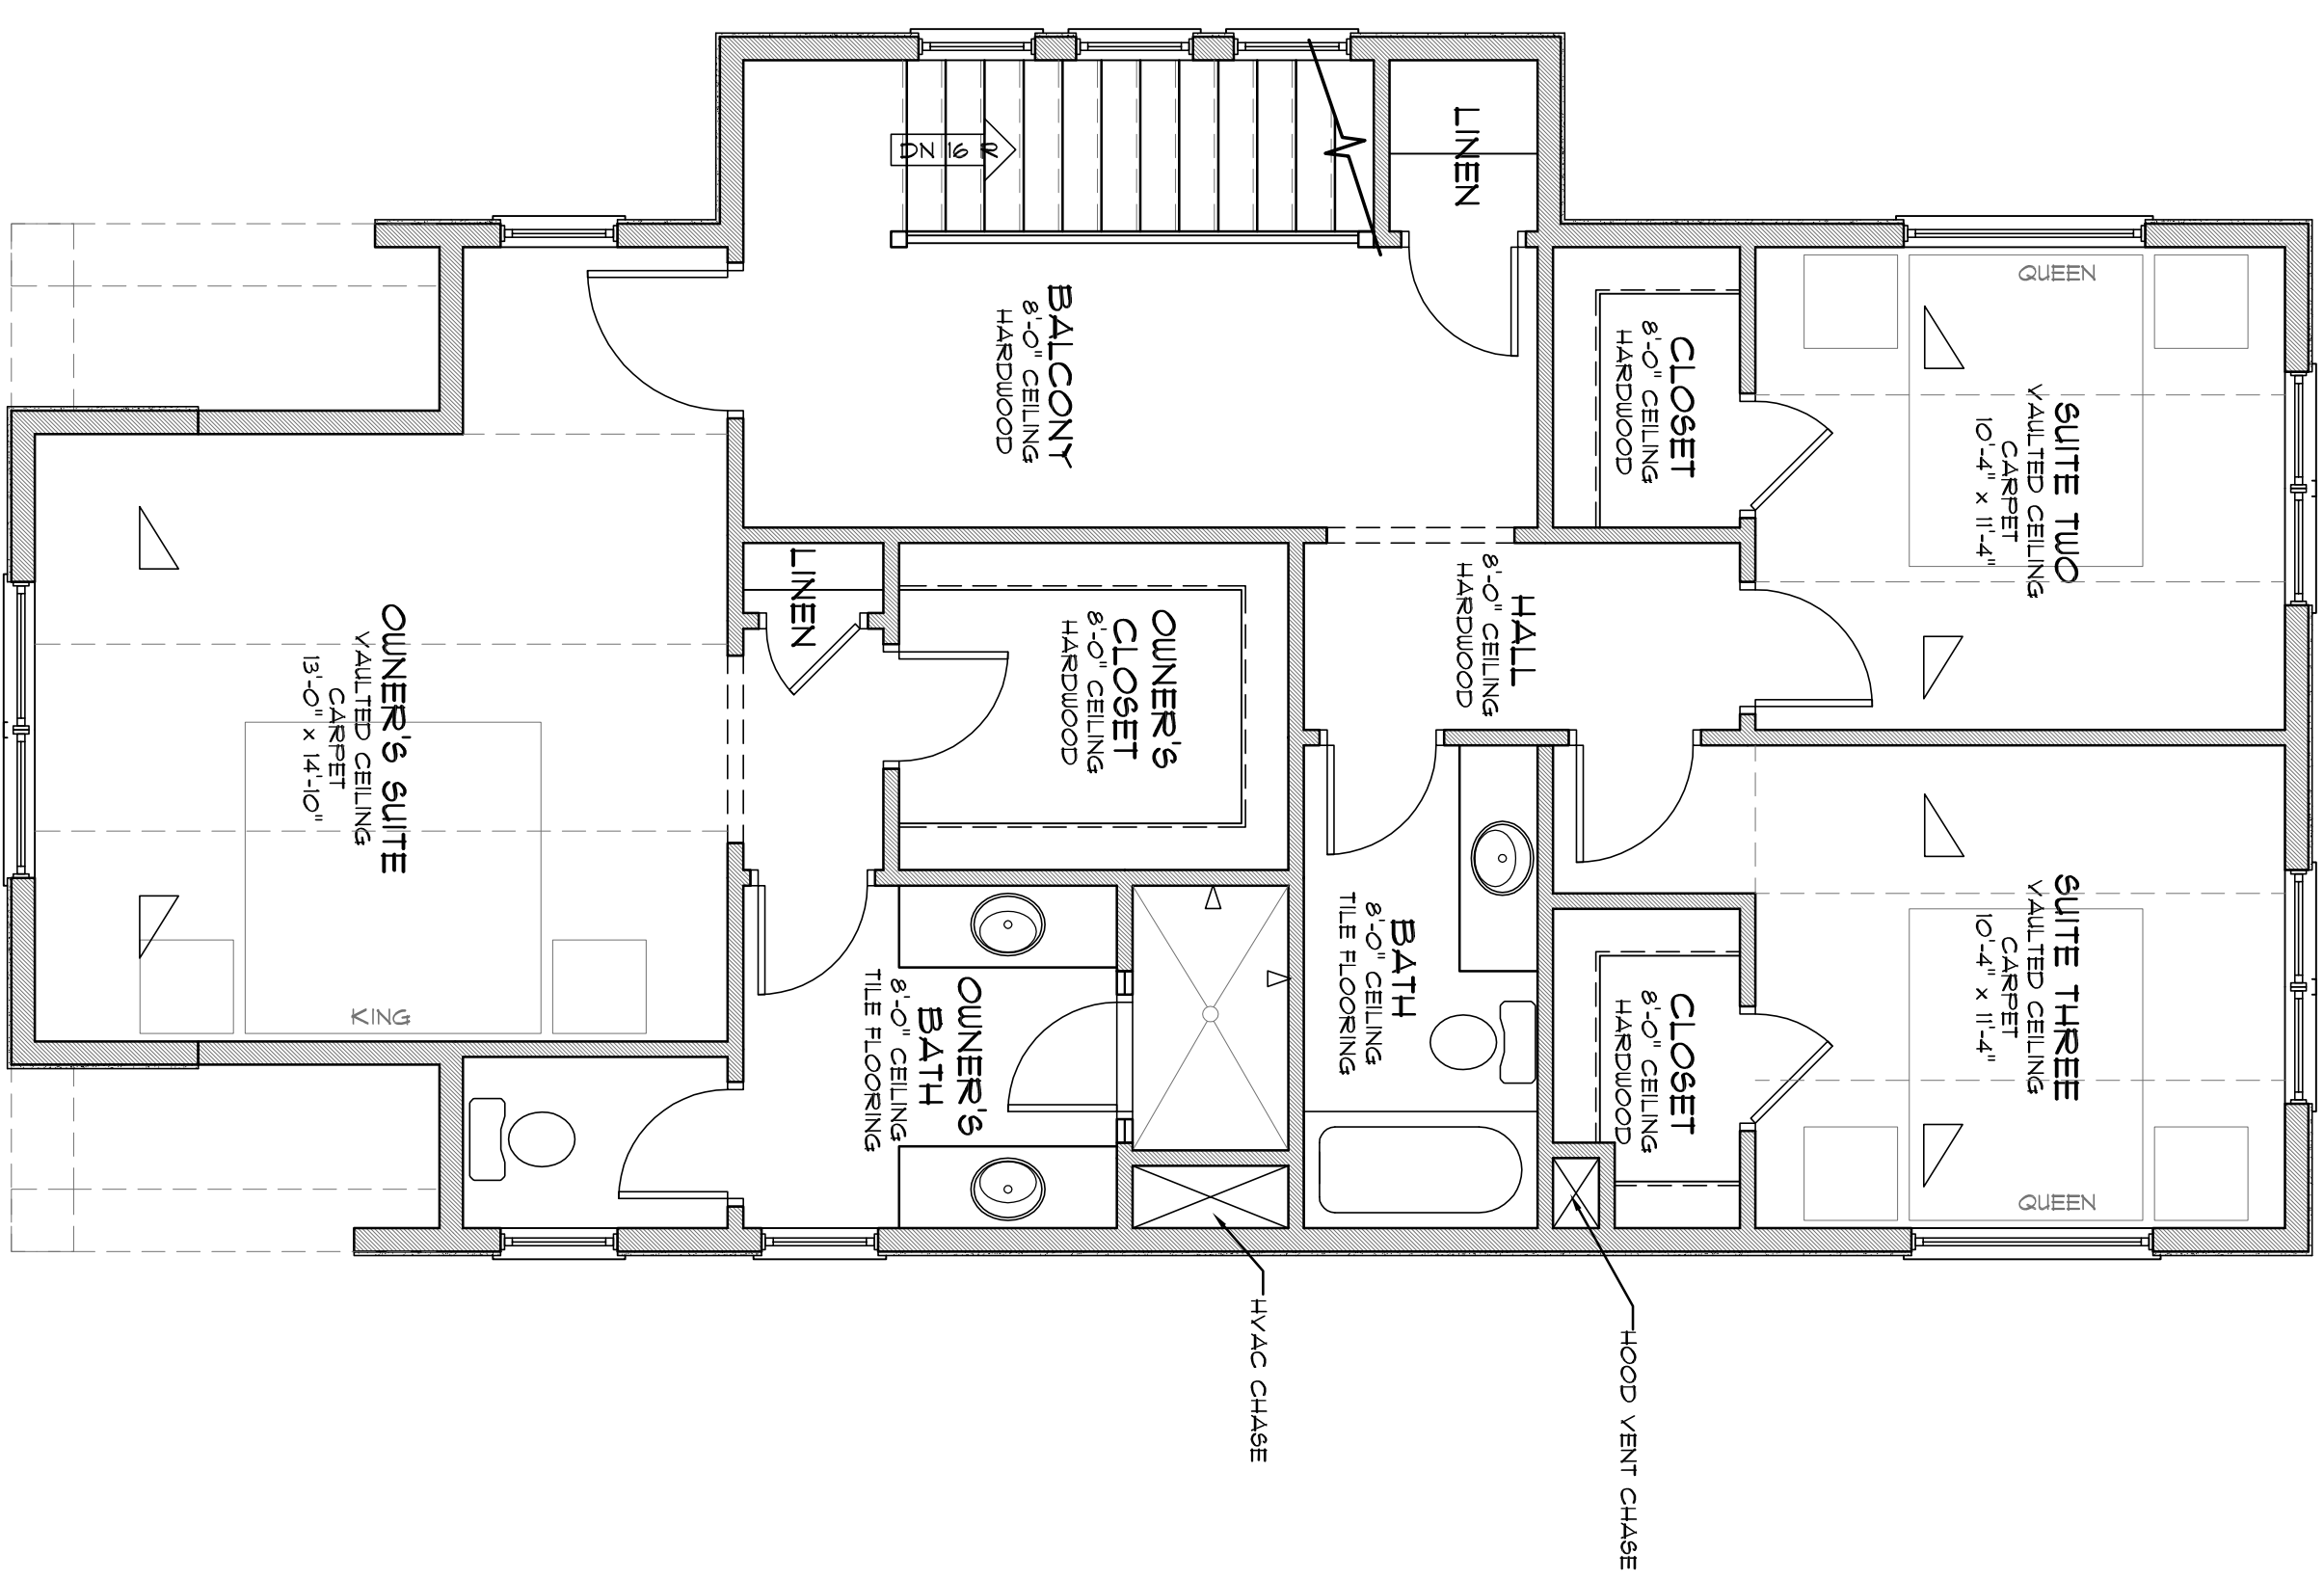 LINEN
DN 16 R
BALCONY
8'-0" CEILING
HARDWOOD
CLOSET
8'-0" CEILING
HARDWOOD
QUEEN
SUITE TWO
VAULTED CEILING
CARPET
10'-4" x 11'-4"
LINEN
OWNER'S
CLOSET
8'-0" CEILING
HARDWOOD
HALL
8'-0" CEILING
HARDWOOD
OWNER'S SUITE
VAULTED CEILING
CARPET
13'-0" x 14'-10"
KING
OWNER'S
BATH
8'-0" CEILING
TILE FLOORING
BATH
8'-0" CEILING
TILE FLOORING
CLOSET
8'-0" CEILING
HARDWOOD
SUITE THREE
VAULTED CEILING
CARPET
10'-4" x 11'-4"
QUEEN
HVAC CHASE
HOOD VENT CHASE